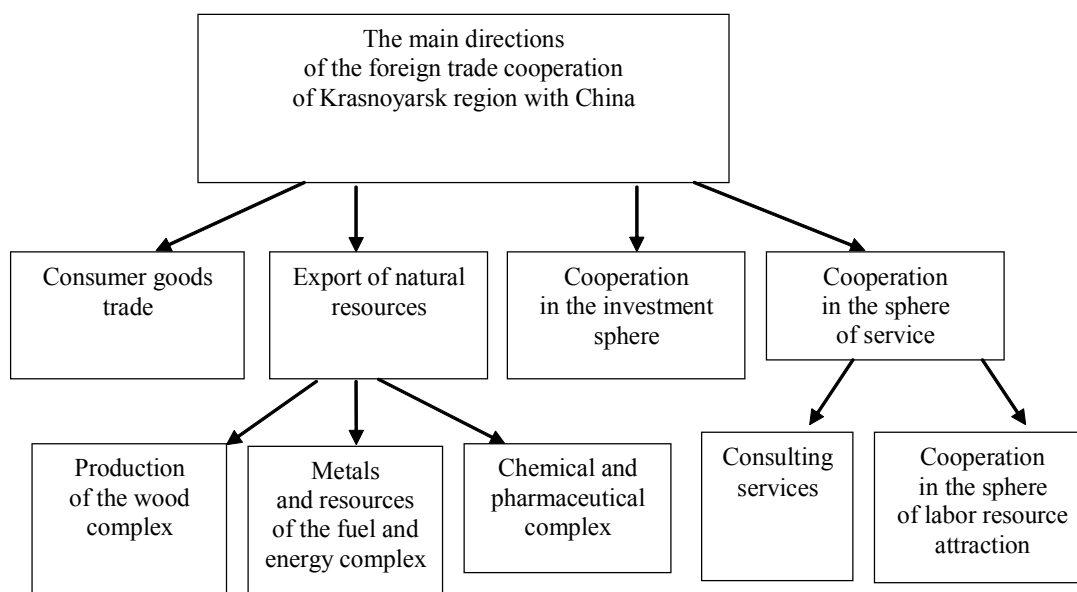 The main directions
of the foreign trade cooperation
of Krasnoyarsk region with China
Consumer goods
trade
Export of natural
resources
Cooperation
in the investment
sphere
Cooperation
in the sphere
of service
Production
of the wood
complex
Metals
and resources
of the fuel and
energy complex
Chemical and
pharmaceutical
complex
Consulting
services
Cooperation
in the sphere
of labor resource
attraction